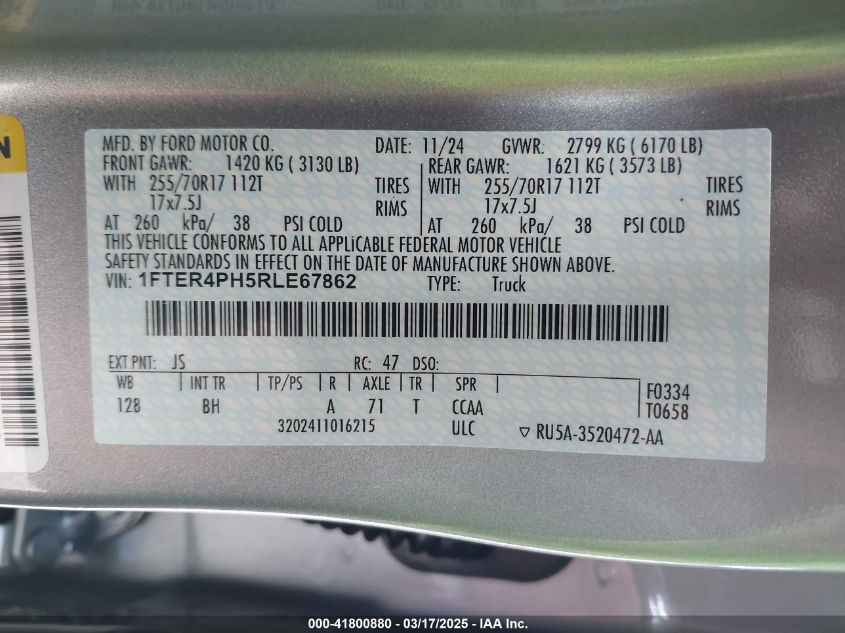 MFD. BY FORD MOTOR CO. DATE: 11/24 GVWR: 2799 KG ( 6170 LB)
FRONT GAWR: 1420 KG ( 3130 LB) REAR GAWR: 1621 KG ( 3573 LB)
WITH 255/70R17 112T TIRES WITH 255/70R17 112T TIRES
17x7.5J RIMS 17x7.5J RIMS
AT 260 kPa/ 38 PSI COLD AT 260 kPa/ 38 PSI COLD
THIS VEHICLE CONFORMS TO ALL APPLICABLE FEDERAL MOTOR VEHICLE
SAFETY STANDARDS IN EFFECT ON THE DATE OF MANUFACTURE SHOWN ABOVE.
VIN: 1FTER4PH5RLE67862 TYPE: Truck
EXT PNT: JS RC: 47 DSO:
WB INT TR TP/PS R AXLE TR SPR F0334
128 BH A 71 T CCAA T0658
3202411016215 ULC ▽ RU5A-3520472-AA
000-41800880 - 03/17/2025 - IAA Inc.